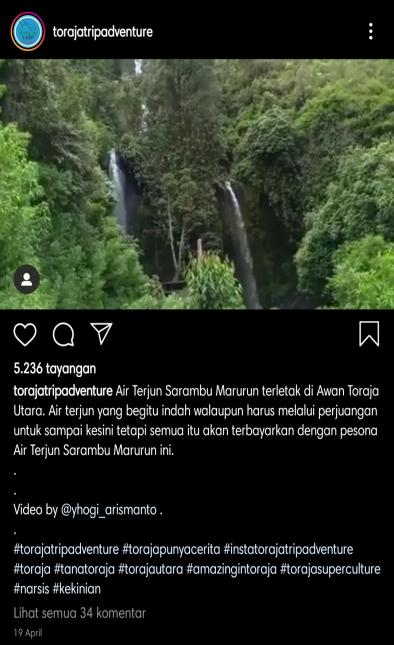 torajatripadventure
5.236 tayangan
torajatripadventure Air Terjun Sarambu Marurun terletak di Awan Toraja
Utara. Air terjun yang begitu indah walaupun harus melalui perjuangan
untuk sampai kesini tetapi semua itu akan terbayarkan dengan pesona
Air Terjun Sarambu Marurun ini.
.
.
Video by @yhogi_arismanto .
.
#torajatripadventure #torajapunyacerita #instatorajatripadventure
#toraja #tanatoraja #torajautara #amazingintoraja #torajasuperculture
#narsis #kekinian
Lihat semua 34 komentar
19 April